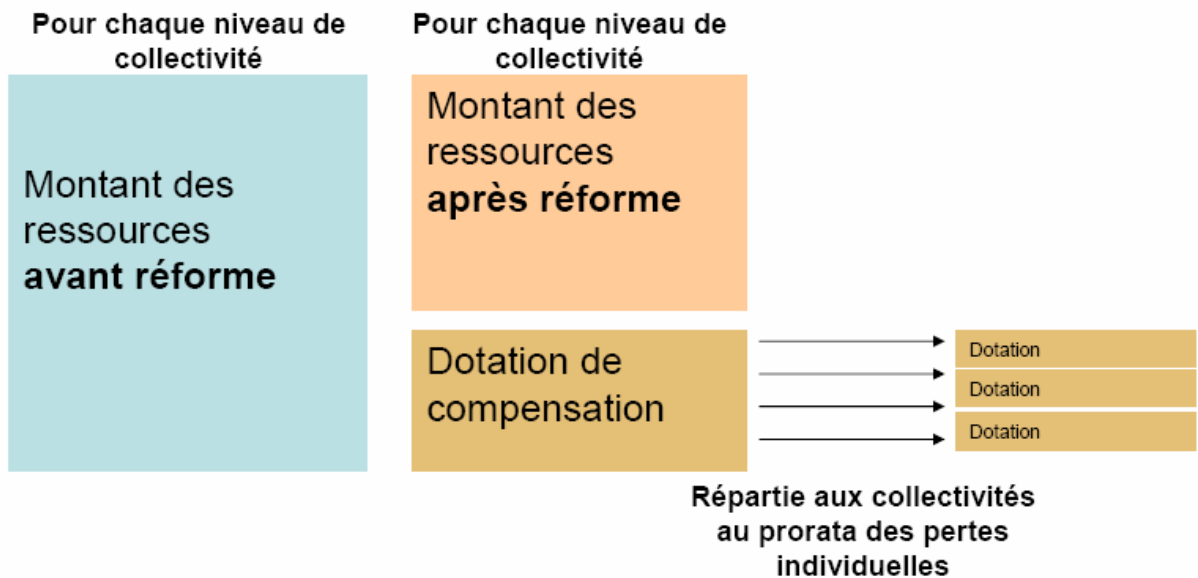 Pour chaque niveau de
collectivité
Montant des
ressources
avant réforme
Pour chaque niveau de
collectivité
Montant des
ressources
après réforme
Dotation de
compensation
Dotation
Dotation
Dotation
Répartie aux collectivités
au prorata des pertes
individuelles